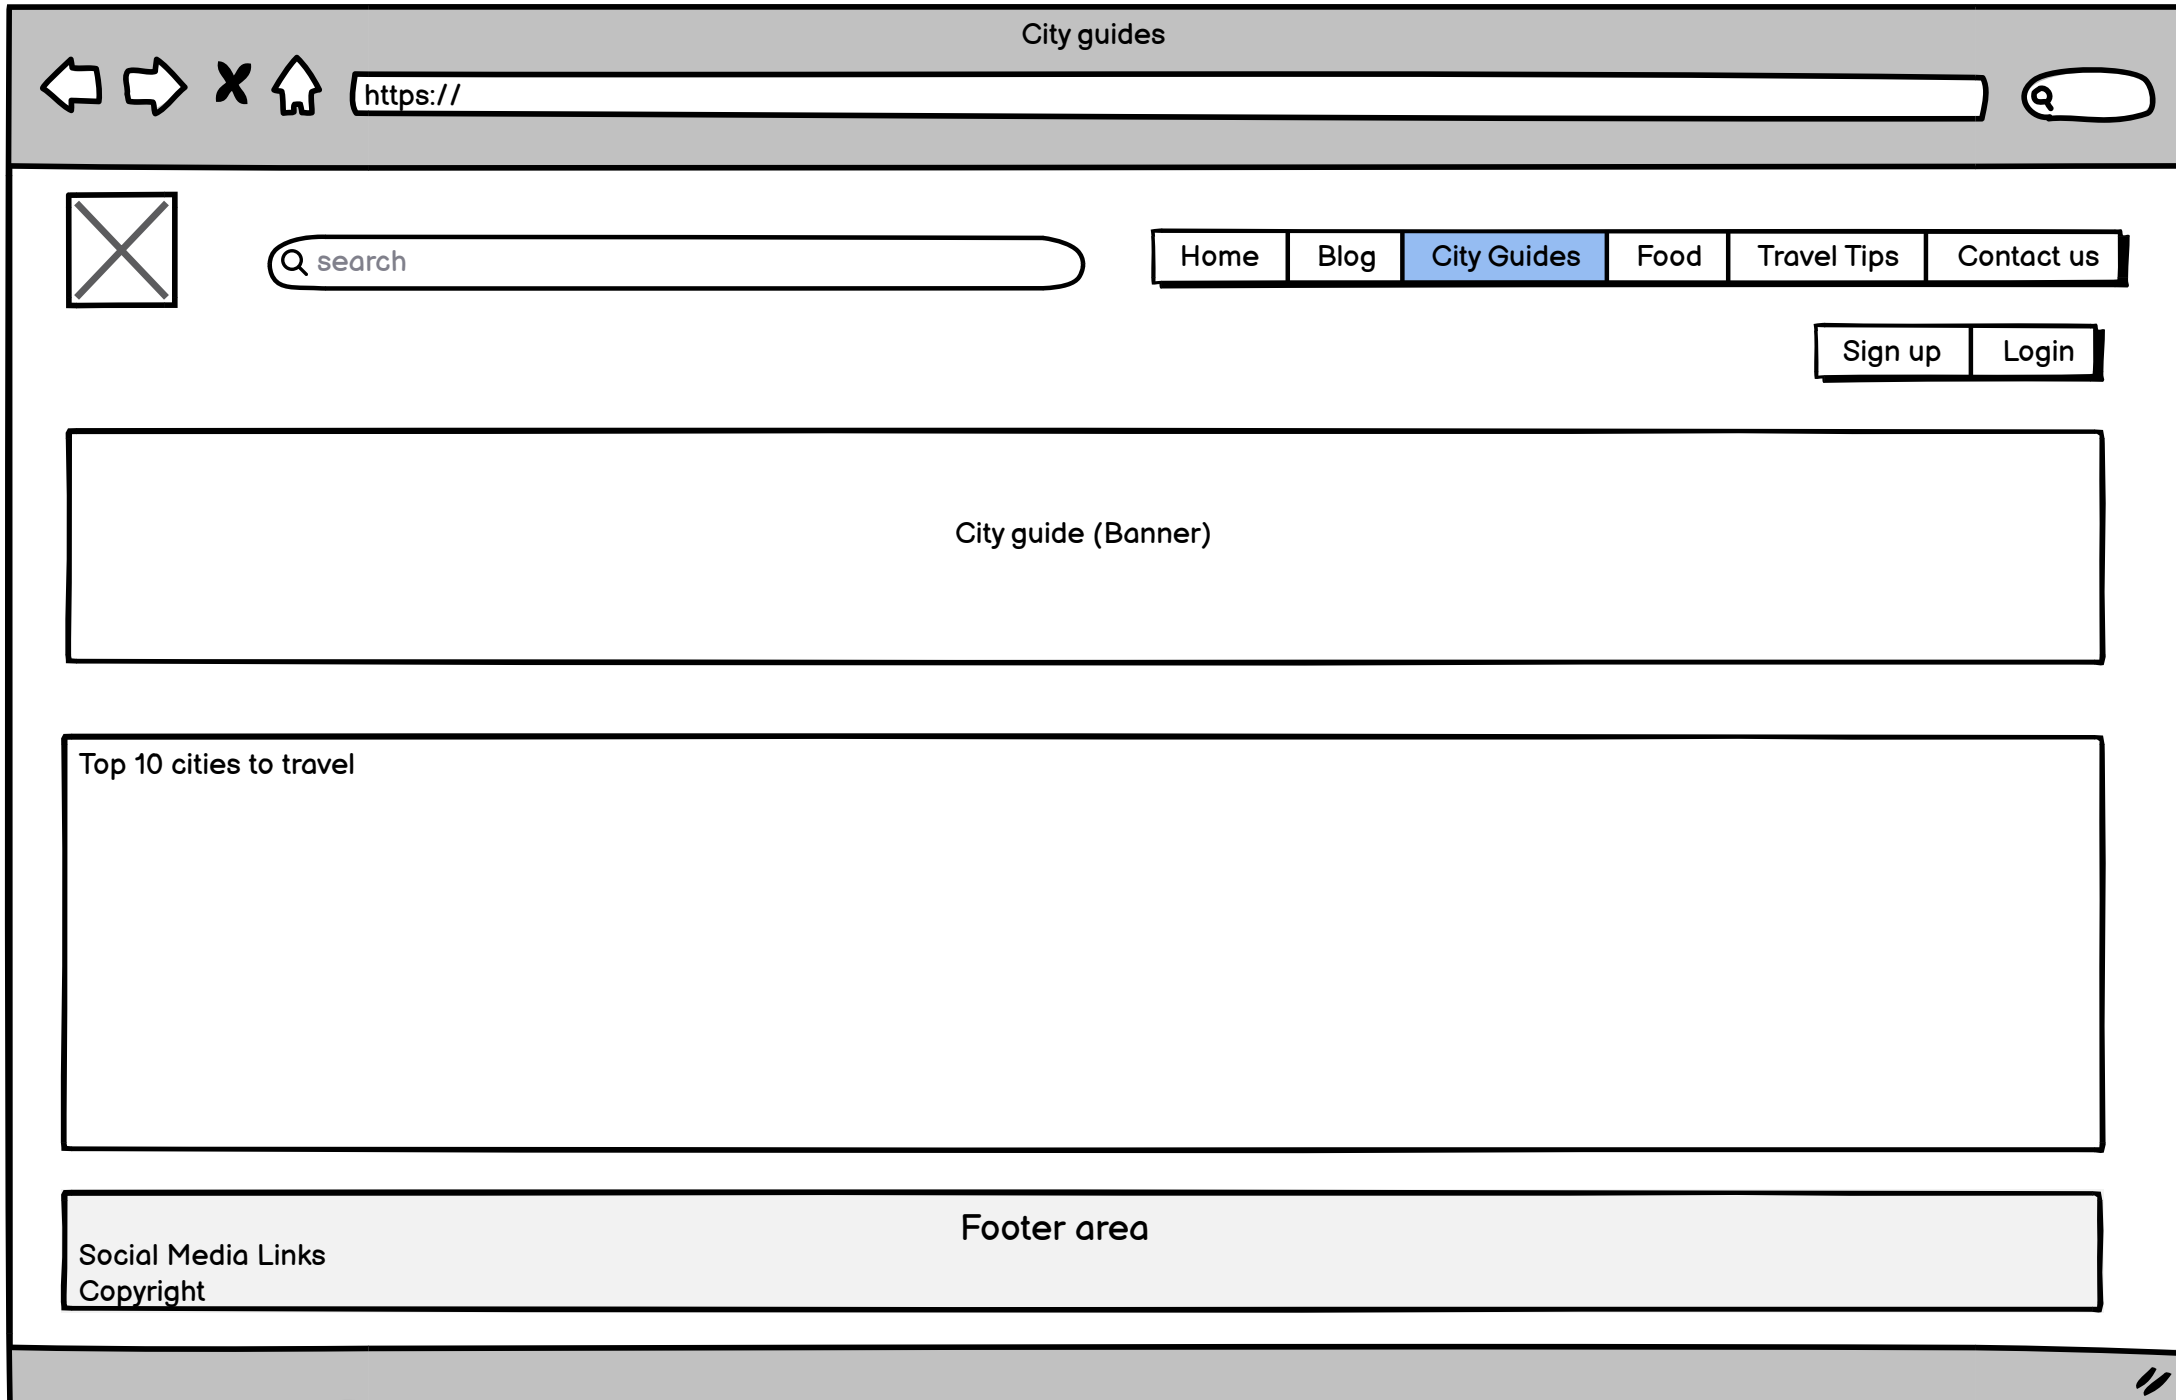 City guides
https://
search
Home Blog City Guides Food Travel Tips Contact us
Sign up Login
City guide (Banner)
Top 10 cities to travel
Footer area
Social Media Links
Copyright